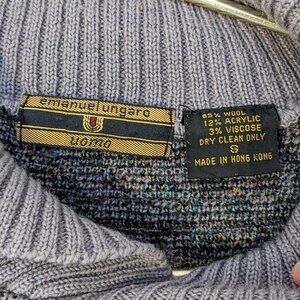 emanuel ungaro
uomo
85% WOOL
12% ACRYLIC
3% VISCOSE
DRY CLEAN ONLY
S
MADE IN HONG KONG